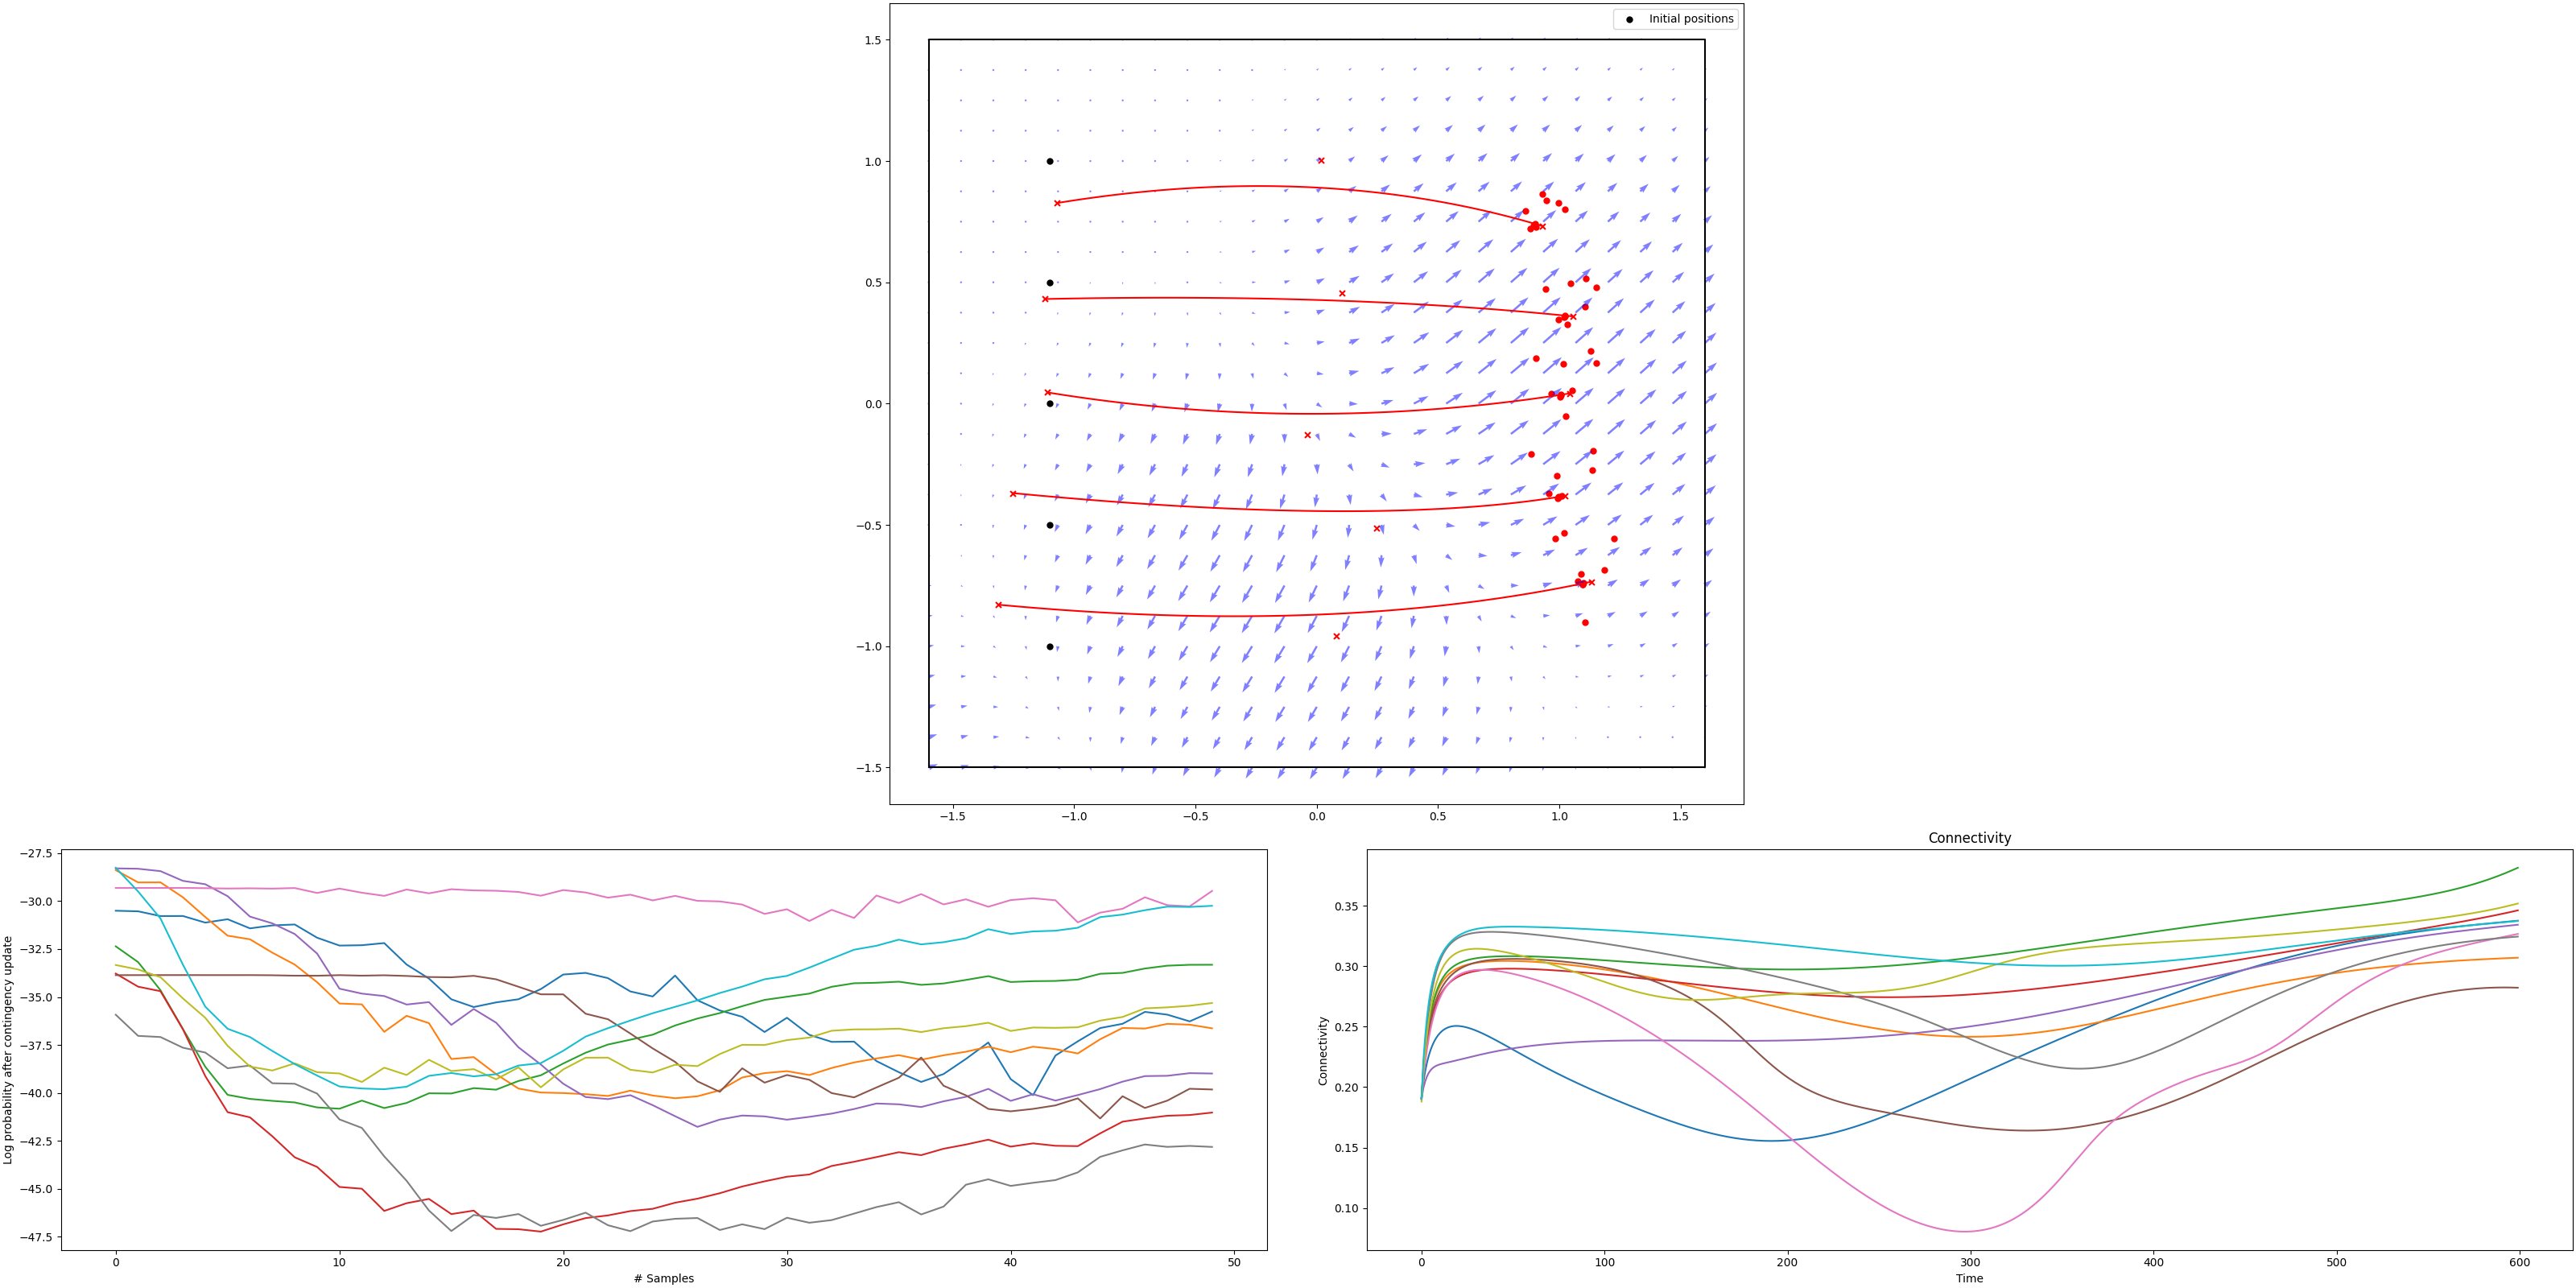 Initial positions
1.5
1.0
0.5
0.0
−0.5
−1.0
−1.5
−1.5 −1.0 −0.5 0.0 0.5 1.0 1.5
Log probability after contingency update
−27.5
−30.0
−32.5
−35.0
−37.5
−40.0
−42.5
−45.0
−47.5
0 10 20 30 40 50
# Samples
Connectivity
Connectivity
0.35
0.30
0.25
0.20
0.15
0.10
0 100 200 300 400 500 600
Time